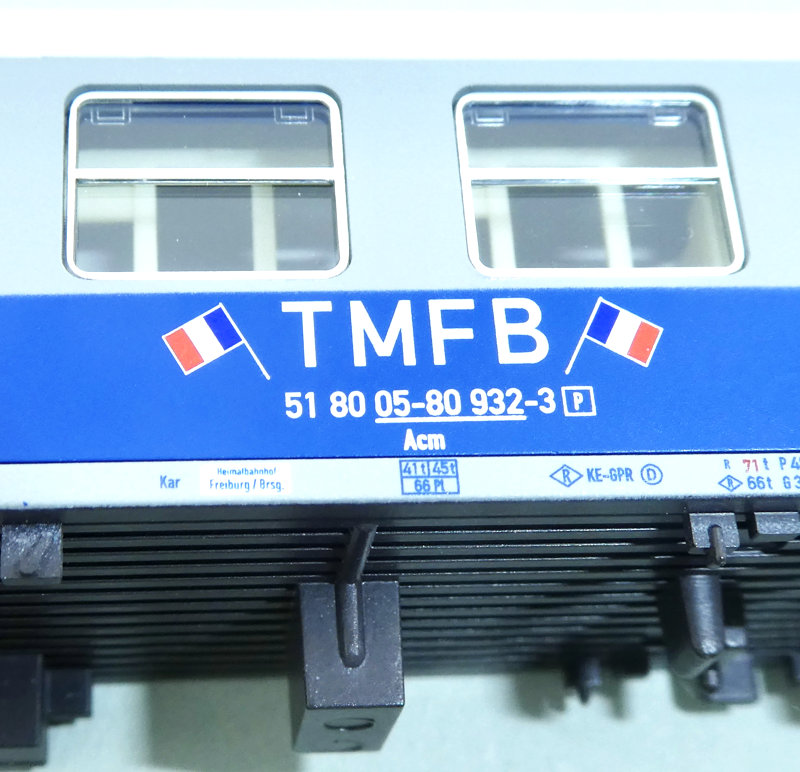 TMFB
51 80 05-80 932-3 P
Acm
Kar
Heimatbahnhof
Freiburg / Brsg.
41 t 45 t
66 Pl
R KE-GPR D
R 71 t P
R 66 t G 3